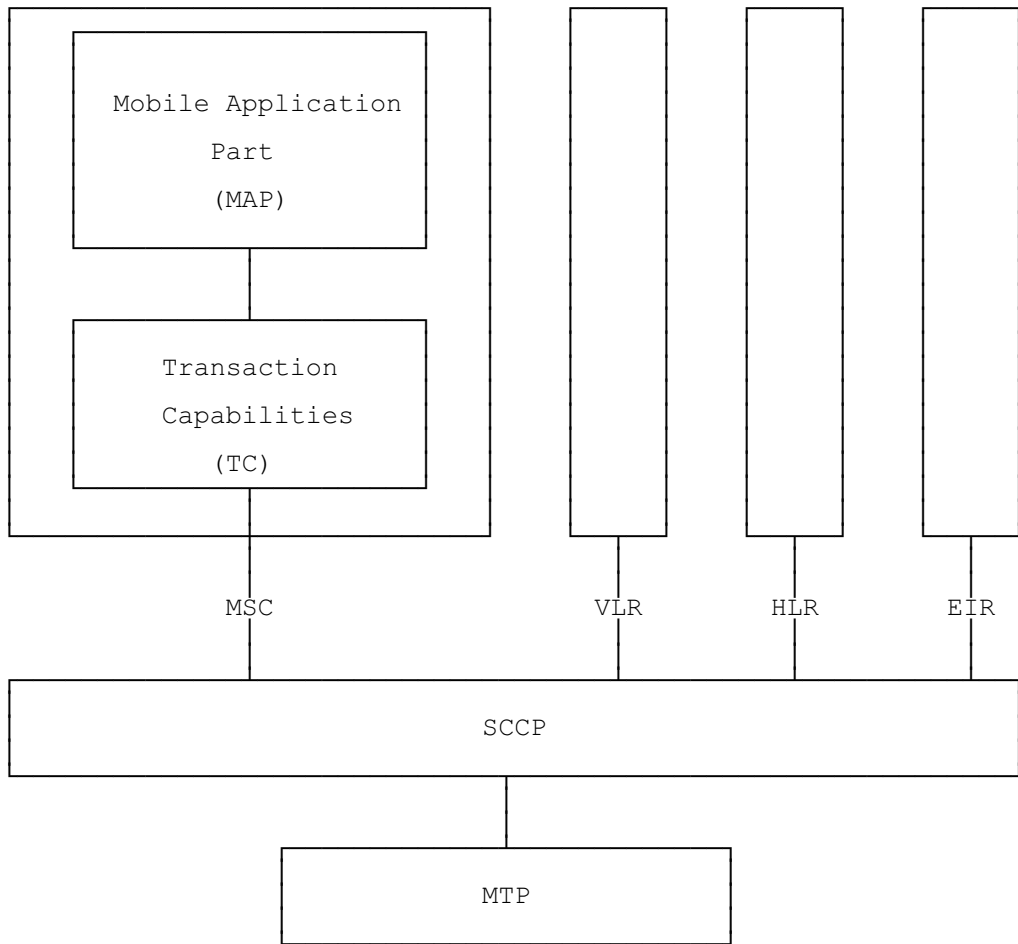 Mobile Application
Part
(MAP)
Transaction
Capabilities
(TC)
MSC
VLR
HLR
EIR
SCCP
MTP